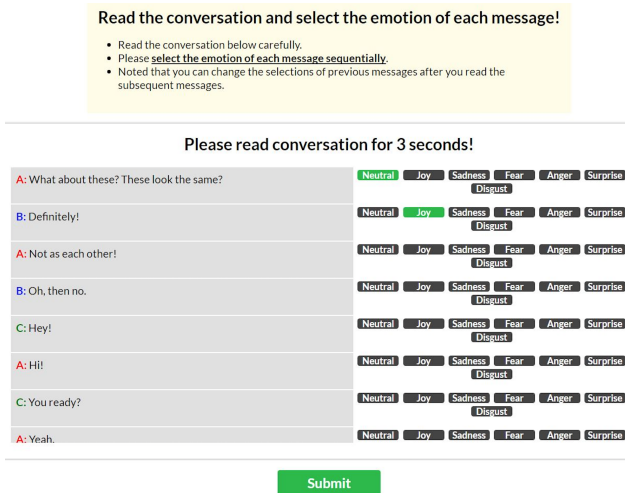 Read the conversation and select the emotion of each message!
• Read the conversation below carefully.
• Please select the emotion of each message sequentially.
• Noted that you can change the selections of previous messages after you read the
subsequent messages.
Please read conversation for 3 seconds!
A: What about these? These look the same?
Neutral Joy Sadness Fear Anger Surprise
Disgust
B: Definitely!
Neutral Joy Sadness Fear Anger Surprise
Disgust
A: Not as each other!
Neutral Joy Sadness Fear Anger Surprise
Disgust
B: Oh, then no.
Neutral Joy Sadness Fear Anger Surprise
Disgust
C: Hey!
Neutral Joy Sadness Fear Anger Surprise
Disgust
A: Hi!
Neutral Joy Sadness Fear Anger Surprise
Disgust
C: You ready?
Neutral Joy Sadness Fear Anger Surprise
Disgust
A: Yeah.
Neutral Joy Sadness Fear Anger Surprise
Submit